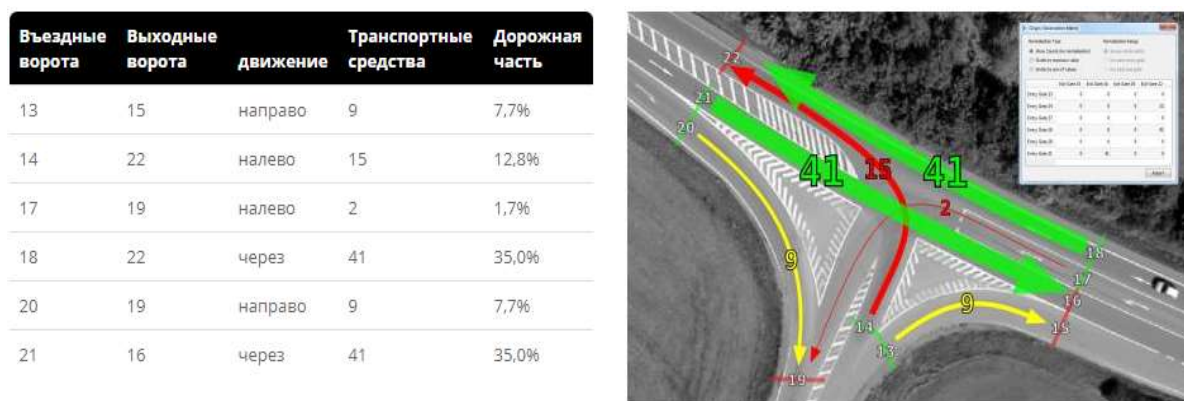 Въездные ворота Выходные ворота движение Транспортные средства Дорожная часть
13 15 направо 9 7,7%
14 22 налево 15 12,8%
17 19 налево 2 1,7%
18 22 через 41 35,0%
20 19 направо 9 7,7%
21 16 через 41 35,0%
22
21
20
41 15 41
2
9
18
17
16
9
15
14
13
19